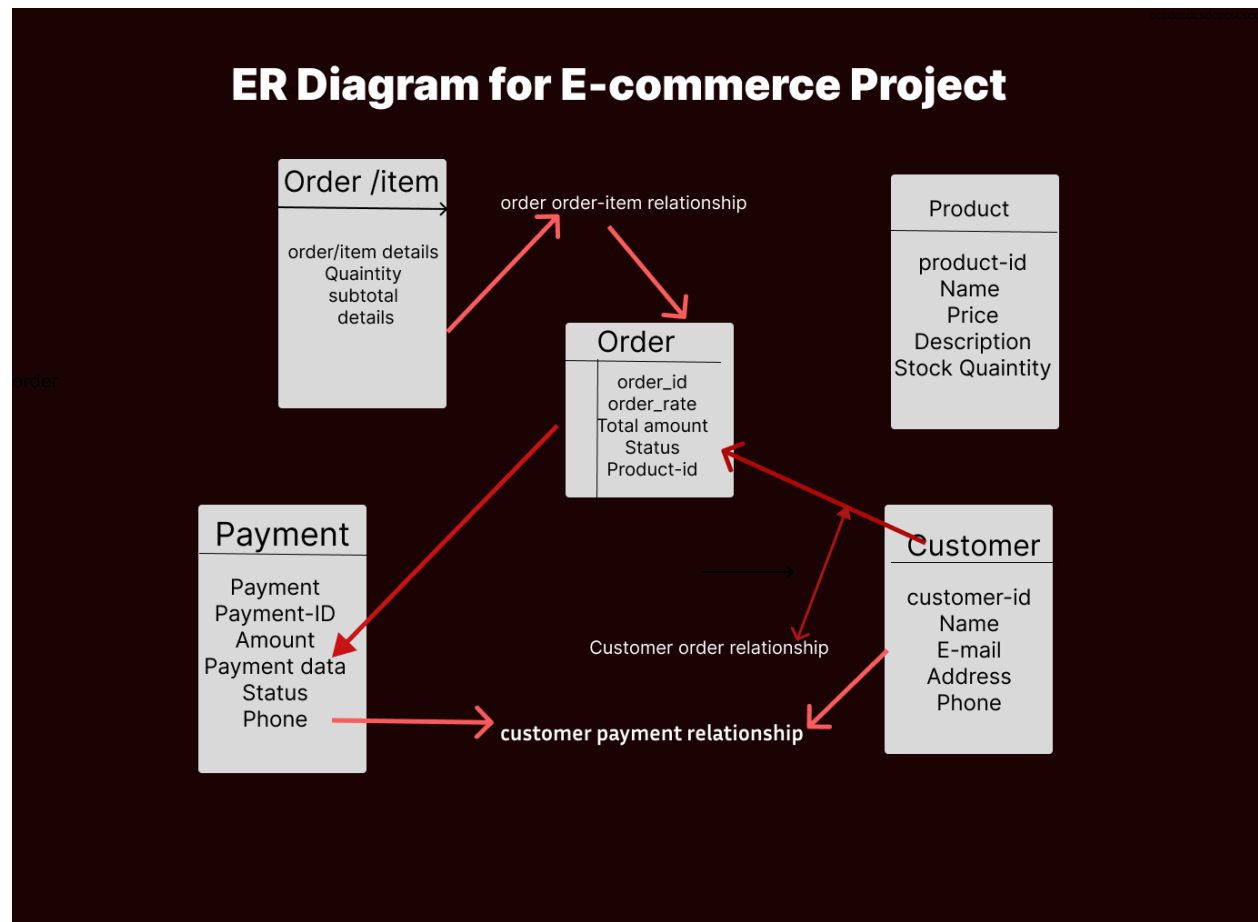 ER Diagram for E-commerce Project
Order /item
order/item details
Quaintity
subtotal
details
order order-item relationship
Product
product-id
Name
Price
Description
Stock Quaintity
order
Order
order_id
order_rate
Total amount
Status
Product-id
Payment
Payment
Payment-ID
Amount
Payment data
Status
Phone
Customer
customer-id
Name
E-mail
Address
Phone
Customer order relationship
customer payment relationship